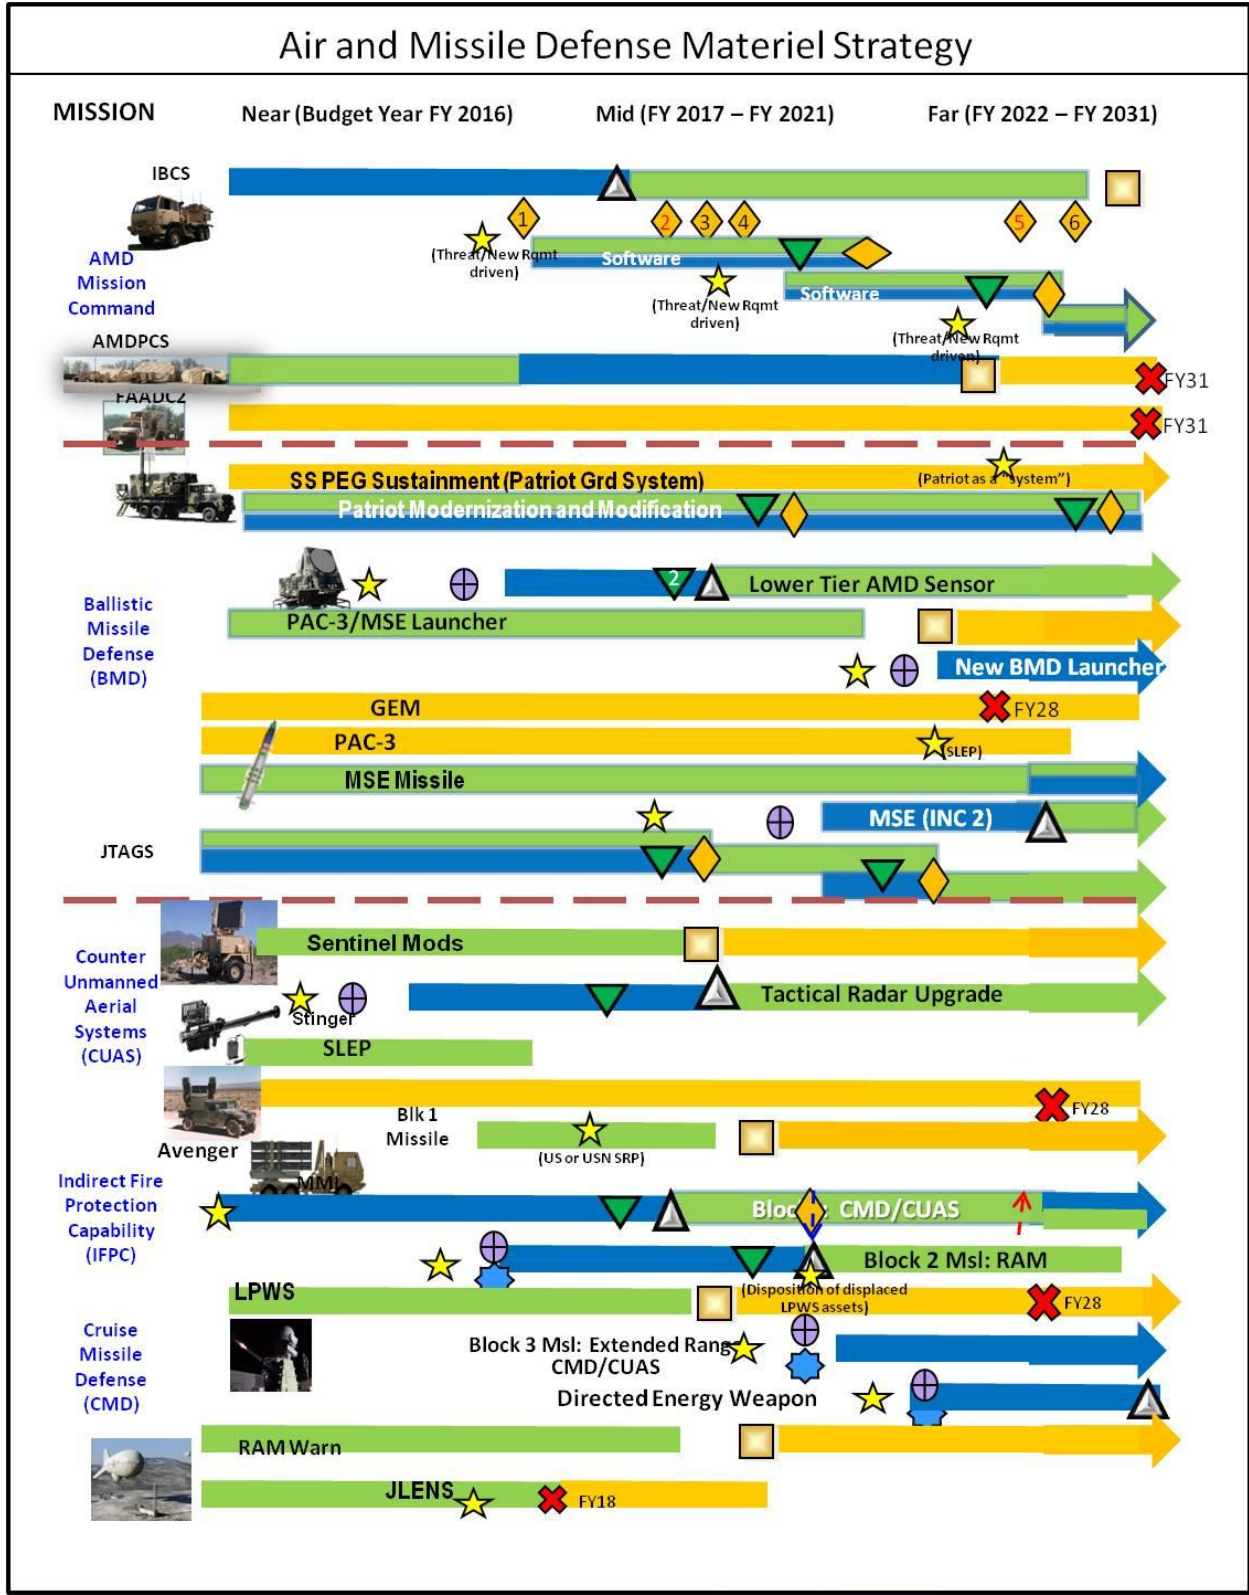 Air and Missile Defense Materiel Strategy
MISSION
Near (Budget Year FY 2016)
Mid (FY 2017 – FY 2021)
Far (FY 2022 – FY 2031)
IBCS
1
2
3
4
5
6
(Threat/New Rqmt
driven)
Software
AMD
Mission
Command
(Threat/New Rqmt
driven)
Software
(Threat/New Rqmt
driven)
AMDPCS
FY31
FAADC2
FY31
SS PEG Sustainment (Patriot Grd System)
(Patriot as a "system")
Patriot Modernization and Modification
2
Lower Tier AMD Sensor
Ballistic
Missile
Defense
(BMD)
PAC-3/MSE Launcher
New BMD Launcher
GEM
FY28
PAC-3
(SLEP)
MSE Missile
MSE (INC 2)
JTAGS
Sentinel Mods
Counter
Unmanned
Aerial
Systems
(CUAS)
Tactical Radar Upgrade
Stinger
SLEP
FY28
Blk 1
Missile
(US or USN SRP)
Avenger
MML
Indirect Fire
Protection
Capability
(IFPC)
CMD/CUAS
Block 2 Msl: RAM
LPWS
(Disposition of displaced
LPWS assets)
FY28
Cruise
Missile
Defense
(CMD)
Block 3 Msl: Extended Range
CMD/CUAS
Directed Energy Weapon
RAM Warn
JLENS
FY18